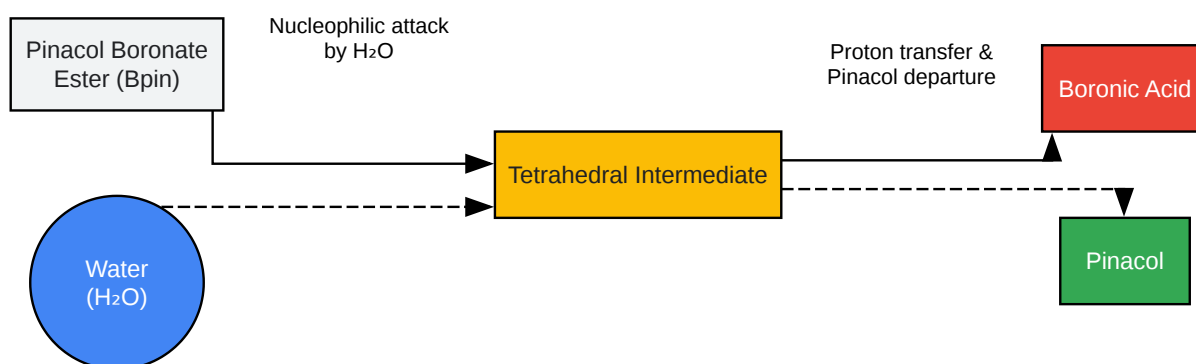 Pinacol Boronate
Ester (Bpin)
Nucleophilic attack
by H₂O
Proton transfer &
Pinacol departure
Boronic Acid
Tetrahedral Intermediate
Water
(H₂O)
Pinacol